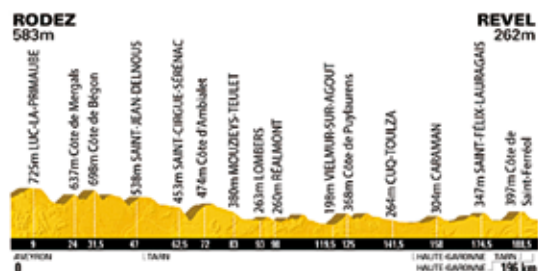 RODEZ
583m
REVEL
262m
725m LUC-LA-PRIMAUBE
637m Côte de Mergals
698m Côte de Bégon
538m SAINT-JEAN-DELNOUS
453m SAINT-CIRGUE-SÉRÉNAC
474m Côte d'Ambialet
380m MOUZIEYS-TEULET
263m LOMBERS
260m RÉALMONT
198m VIELMUR-SUR-AGOUT
368m Côte de Puylaurens
264m CUQ-TOULZA
304m CARAMAN
347m SAINT-FÉLIX-LAURAGAIS
397m Côte de
Saint-Ferréol
9 24 31,5 47 62,5 72 83 93 98 119,5 125 141,5 158 174,5 188,5
AVEYRON TARN HAUTE-GARONNE TARN
0 HAUTE-GARONNE 196 km